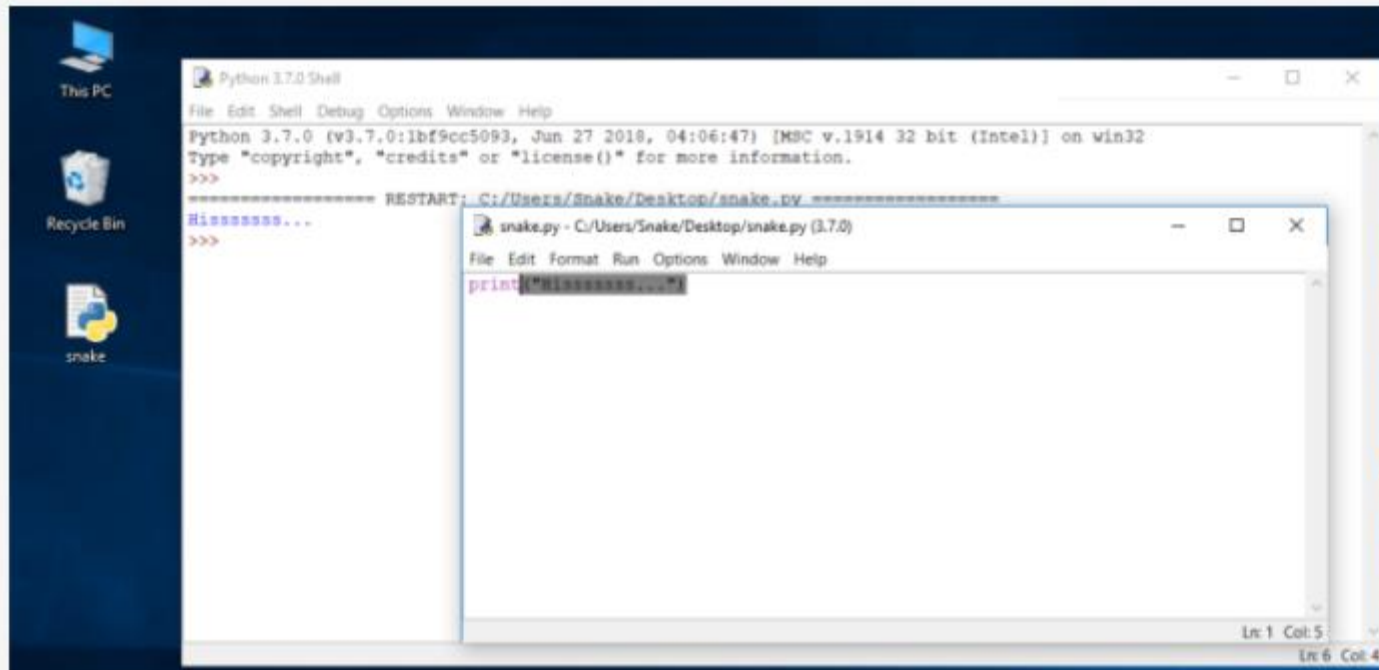 This PC
Recycle Bin
snake
Python 3.7.0 Shell
File Edit Shell Debug Options Window Help
Python 3.7.0 (v3.7.0:1bf9cc5093, Jun 27 2018, 04:06:47) [MSC v.1914 32 bit (Intel)] on win32
Type "copyright", "credits" or "license()" for more information.
>>>
================== RESTART: C:/Users/Snake/Desktop/snake.py ==================
Hisssssss...
>>>
snake.py - C:/Users/Snake/Desktop/snake.py (3.7.0)
File Edit Format Run Options Window Help
print("Hisssssss...")
Ln: 1 Col: 5
Ln: 6 Col: 4